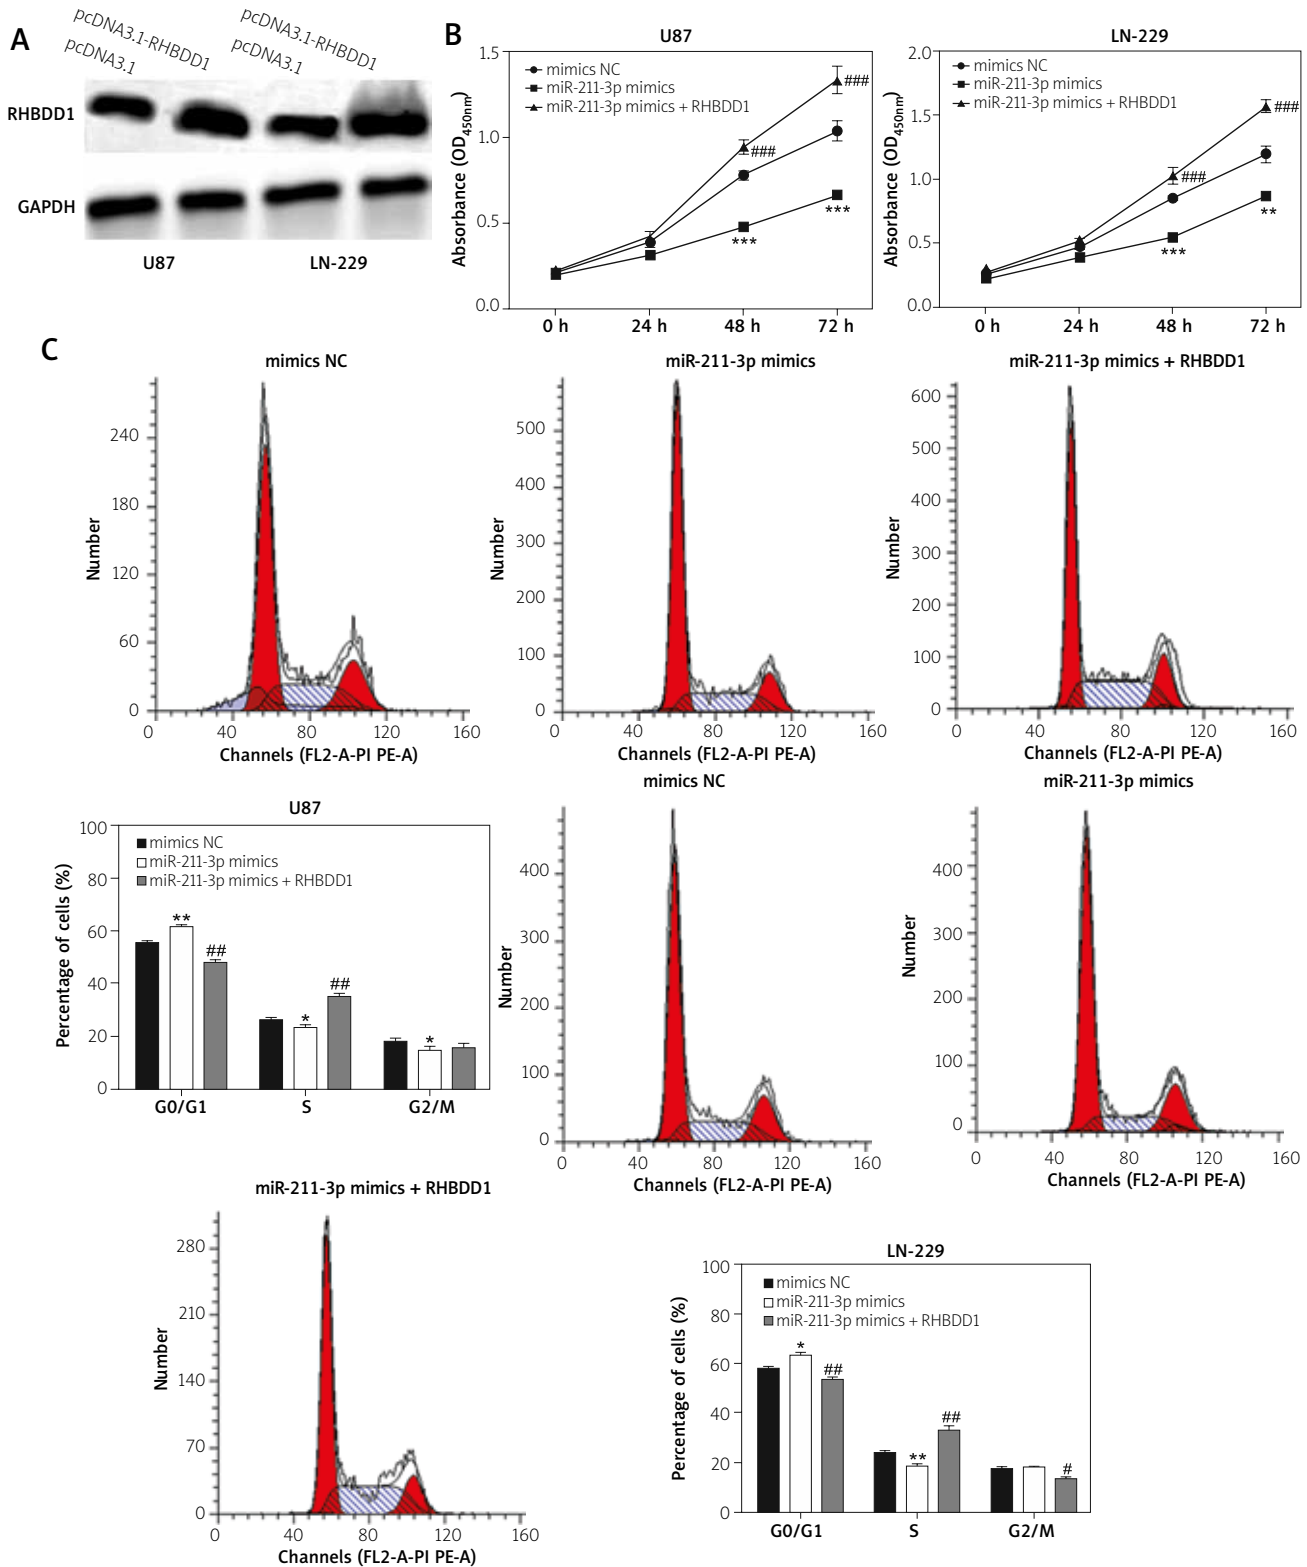 A
pcDNA3.1
pcDNA3.1-RHBDD1
pcDNA3.1
pcDNA3.1-RHBDD1
RHBDD1
GAPDH
U87
LN-229
B
U87
Absorbance (OD450nm)
1.5
1.0
0.5
0.0
mimics NC
miR-211-3p mimics
miR-211-3p mimics + RHBDD1
###
###
***
***
0 h
24 h
48 h
72 h
LN-229
Absorbance (OD450nm)
2.0
1.5
1.0
0.5
0.0
mimics NC
miR-211-3p mimics
miR-211-3p mimics + RHBDD1
###
###
***
**
0 h
24 h
48 h
72 h
C
mimics NC
Number
240
180
120
60
0
0
40
80
120
160
Channels (FL2-A-PI PE-A)
miR-211-3p mimics
Number
500
400
300
200
100
0
0
40
80
120
160
Channels (FL2-A-PI PE-A)
miR-211-3p mimics + RHBDD1
Number
600
500
400
300
200
100
0
0
40
80
120
160
Channels (FL2-A-PI PE-A)
U87
Percentage of cells (%)
100
80
60
40
20
0
mimics NC
miR-211-3p mimics
miR-211-3p mimics + RHBDD1
**
##
*
##
*
G0/G1
S
G2/M
mimics NC
Number
400
300
200
100
0
0
40
80
120
160
Channels (FL2-A-PI PE-A)
miR-211-3p mimics
Number
400
300
200
100
0
0
40
80
120
160
Channels (FL2-A-PI PE-A)
miR-211-3p mimics + RHBDD1
Number
280
210
140
70
0
0
40
80
120
160
Channels (FL2-A-PI PE-A)
LN-229
Percentage of cells (%)
100
80
60
40
20
0
mimics NC
miR-211-3p mimics
miR-211-3p mimics + RHBDD1
*
##
**
##
#
G0/G1
S
G2/M